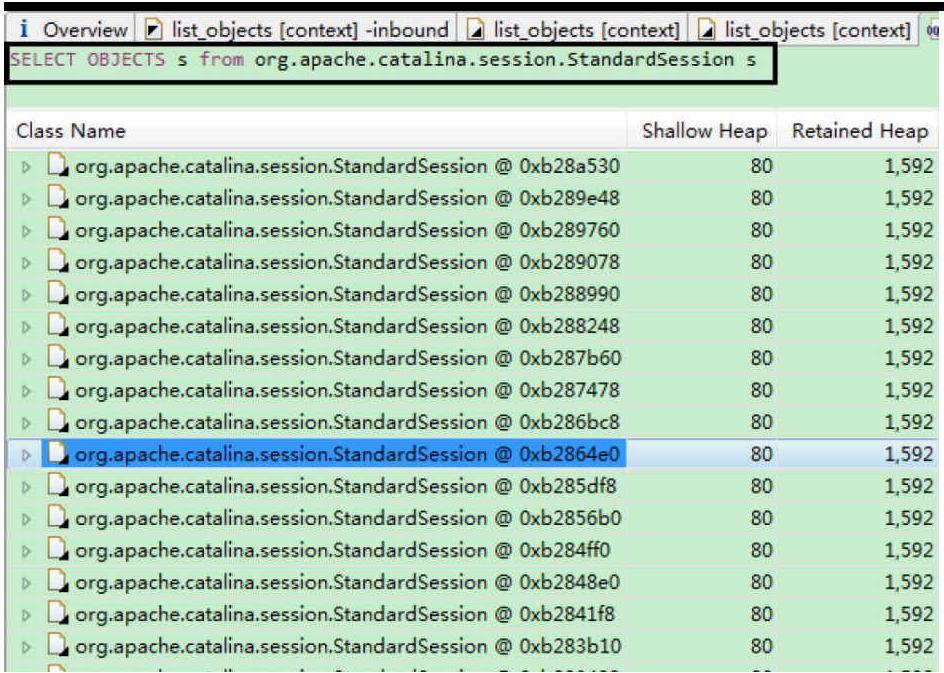 i Overview list_objects [context] -inbound list_objects [context] list_objects [context]
SELECT OBJECTS s from org.apache.catalina.session.StandardSession s
Class Name Shallow Heap Retained Heap
org.apache.catalina.session.StandardSession @ 0xb28a530 80 1,592
org.apache.catalina.session.StandardSession @ 0xb289e48 80 1,592
org.apache.catalina.session.StandardSession @ 0xb289760 80 1,592
org.apache.catalina.session.StandardSession @ 0xb289078 80 1,592
org.apache.catalina.session.StandardSession @ 0xb288990 80 1,592
org.apache.catalina.session.StandardSession @ 0xb288248 80 1,592
org.apache.catalina.session.StandardSession @ 0xb287b60 80 1,592
org.apache.catalina.session.StandardSession @ 0xb287478 80 1,592
org.apache.catalina.session.StandardSession @ 0xb286bc8 80 1,592
org.apache.catalina.session.StandardSession @ 0xb2864e0 80 1,592
org.apache.catalina.session.StandardSession @ 0xb285df8 80 1,592
org.apache.catalina.session.StandardSession @ 0xb2856b0 80 1,592
org.apache.catalina.session.StandardSession @ 0xb284ff0 80 1,592
org.apache.catalina.session.StandardSession @ 0xb2848e0 80 1,592
org.apache.catalina.session.StandardSession @ 0xb2841f8 80 1,592
org.apache.catalina.session.StandardSession @ 0xb283b10 80 1,592